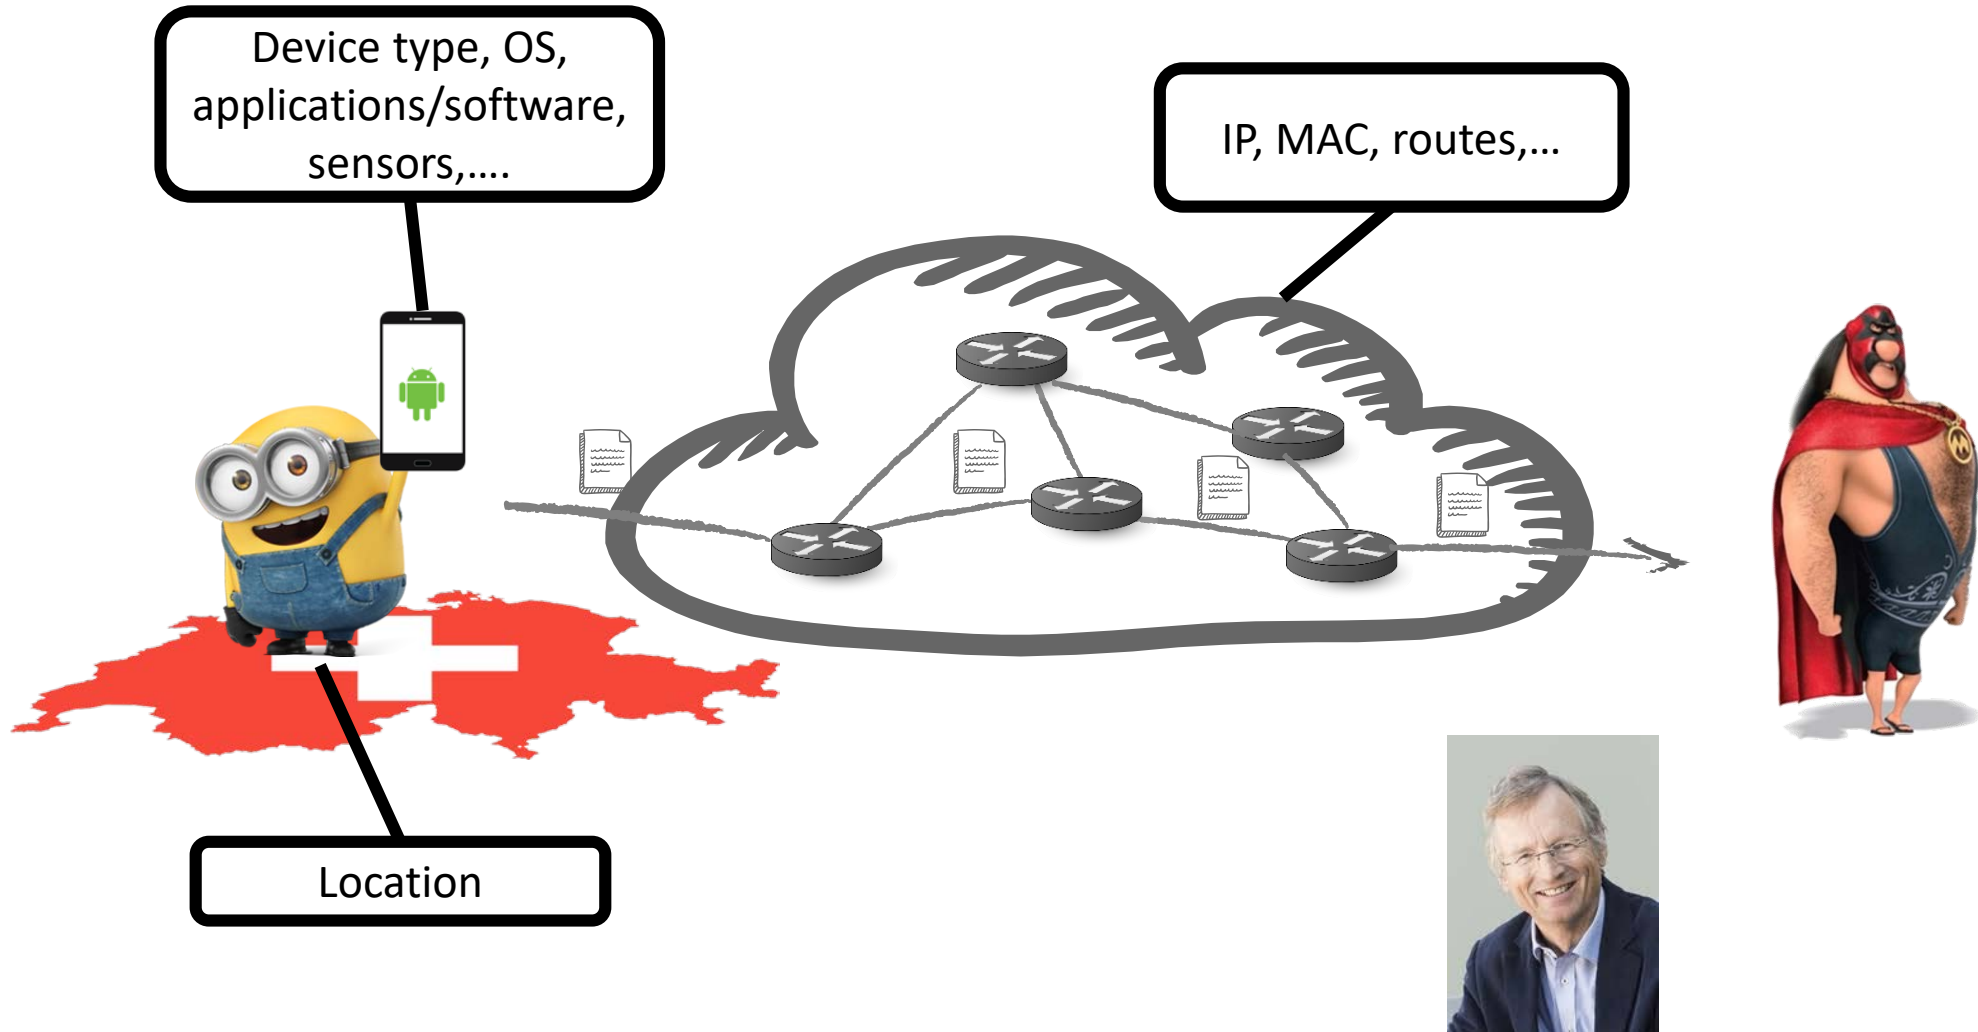 Device type, OS,
applications/software,
sensors,....
IP, MAC, routes,...
Location